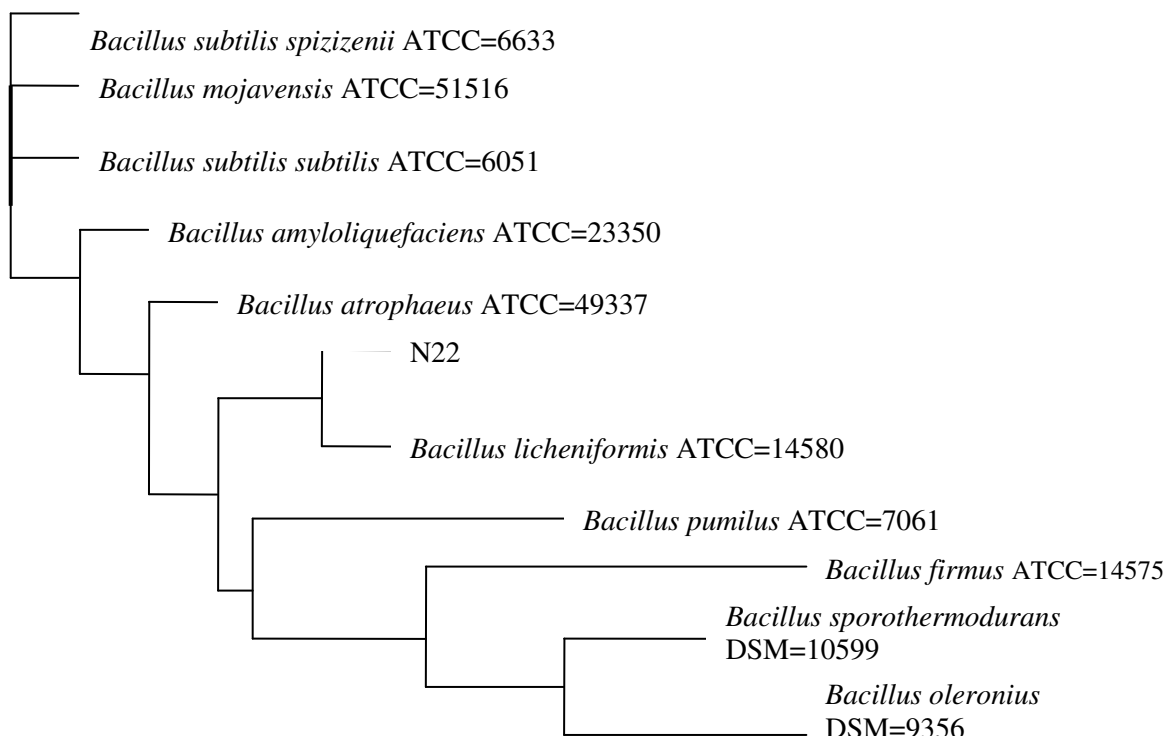 Bacillus subtilis spizizenii ATCC=6633
Bacillus mojavensis ATCC=51516
Bacillus subtilis subtilis ATCC=6051
Bacillus amyloliquefaciens ATCC=23350
Bacillus atrophaeus ATCC=49337
N22
Bacillus licheniformis ATCC=14580
Bacillus pumilus ATCC=7061
Bacillus firmus ATCC=14575
Bacillus sporothermodurans
DSM=10599
Bacillus oleronius
DSM=9356